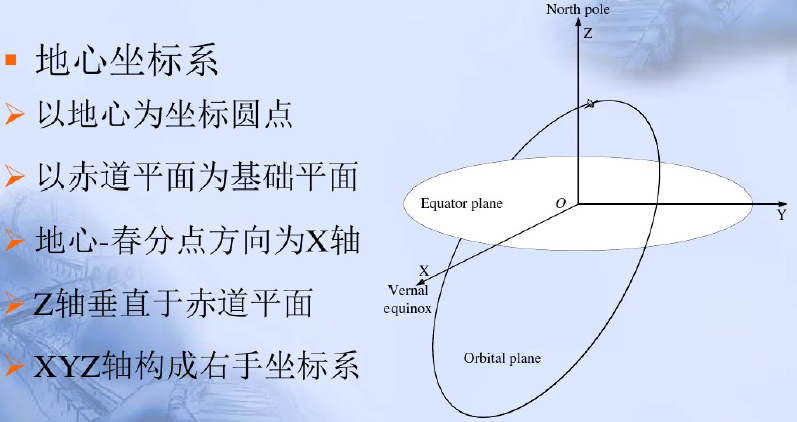 地心坐标系
以地心为坐标圆点
以赤道平面为基础平面
地心-春分点方向为X轴
Z轴垂直于赤道平面
XYZ轴构成右手坐标系
North pole
Z
Equator plane
O
Y
X
Vernal
equinox
Orbital plane